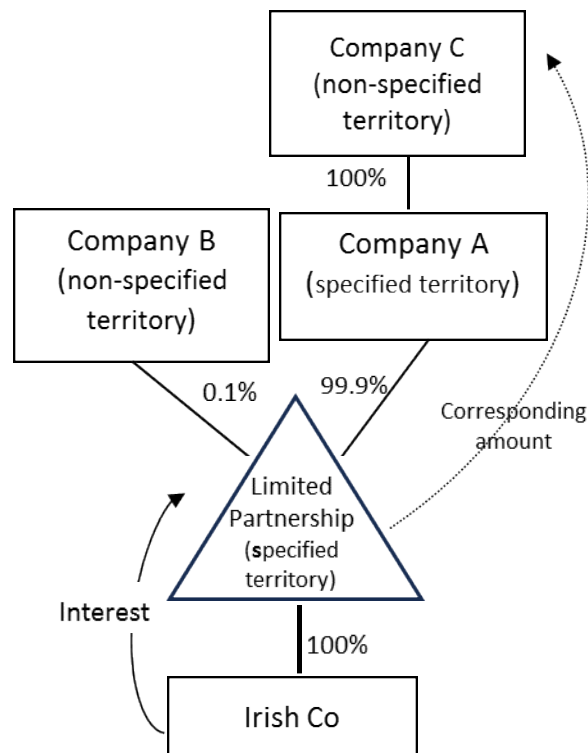 Company C
(non-specified
territory)
100%
Company B
(non-specified
territory)
Company A
(specified territory)
0.1%
99.9%
Corresponding
amount
Limited
Partnership
(specified
territory)
Interest
100%
Irish Co